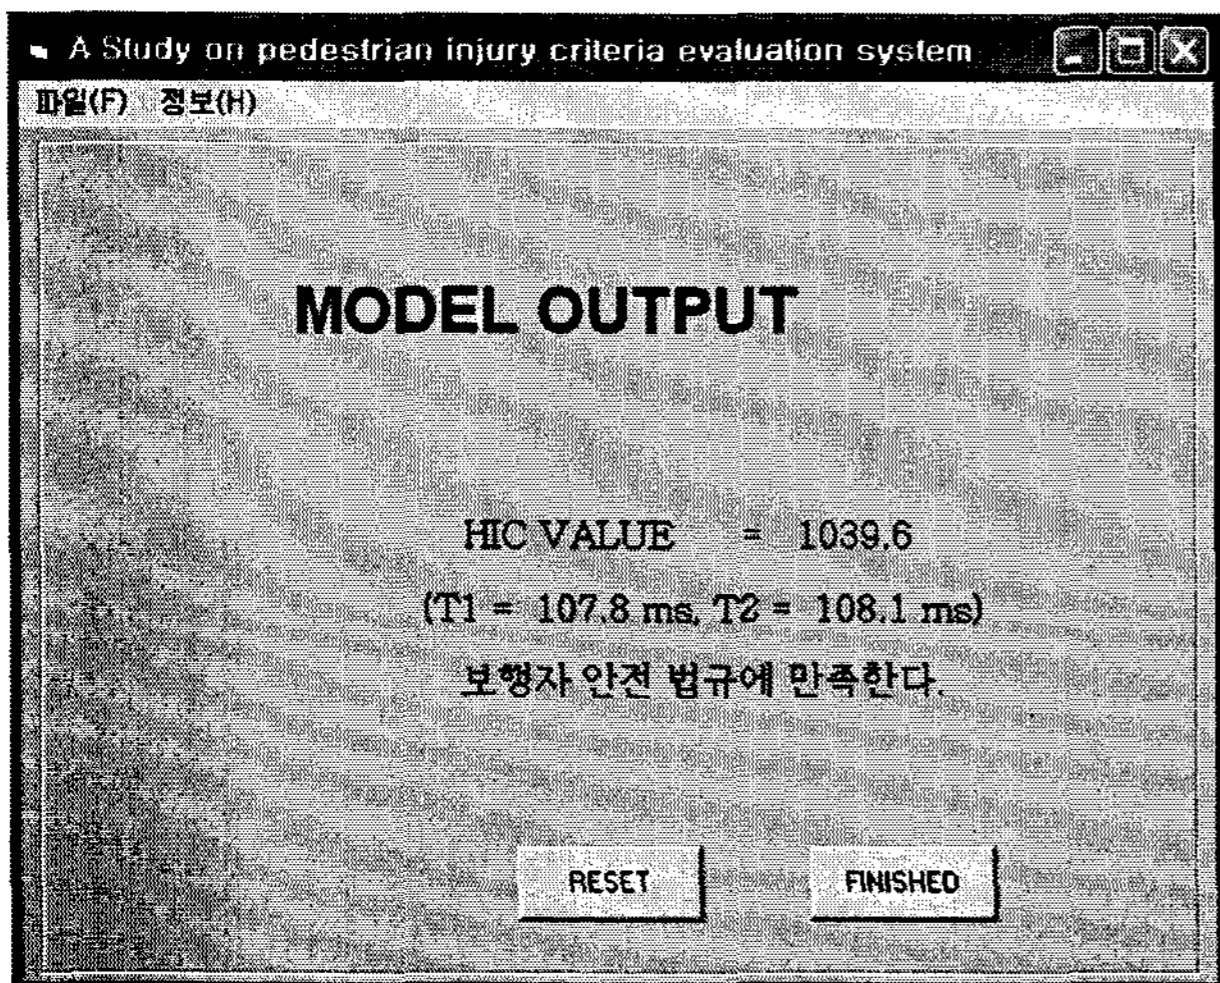 A Study on pedestrian injury criteria evaluation system
파일(F) 정보(H)
MODEL OUTPUT
HIC VALUE = 1039.6
(T1 = 107.8 ms, T2 = 108.1 ms)
보행자 안전 법규에 만족한다.
RESET FINISHED